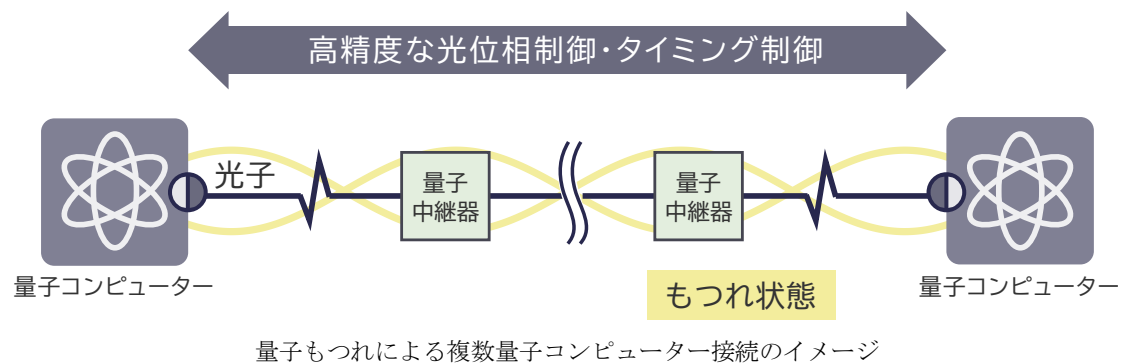 高精度な光位相制御・タイミング制御
光子
量子
中継器
量子
中継器
量子コンピューター
量子コンピューター
もつれ状態
量子もつれによる複数量子コンピューター接続のイメージ